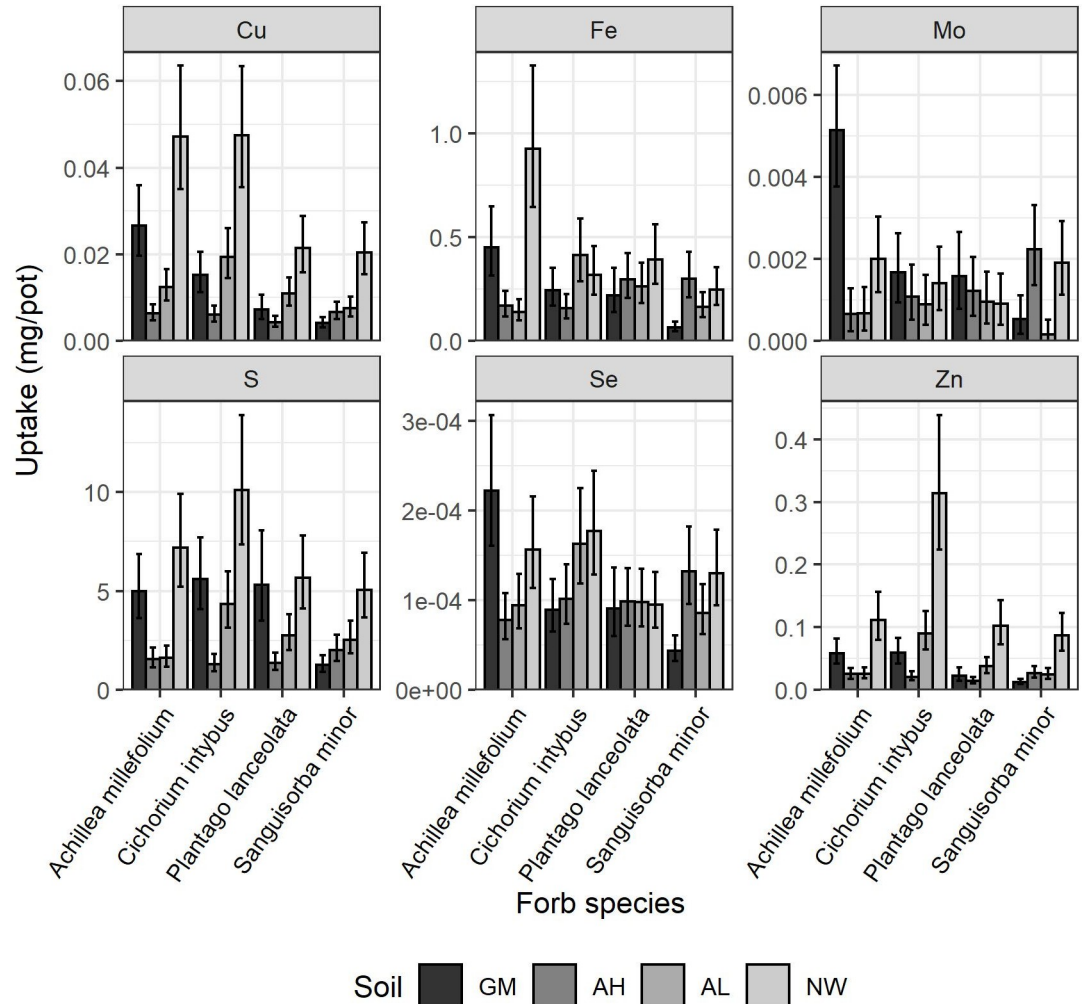 Cu
Fe
Mo
0.06
0.04
0.02
0.00
1.0
0.5
0.0
0.006
0.004
0.002
0.000
S
Se
Zn
10
5
0
3e-04
2e-04
1e-04
0e+00
0.4
0.3
0.2
0.1
0.0
Uptake (mg/pot)
Achillea millefolium
Cichorium intybus
Plantago lanceolata
Sanguisorba minor
Achillea millefolium
Cichorium intybus
Plantago lanceolata
Sanguisorba minor
Achillea millefolium
Cichorium intybus
Plantago lanceolata
Sanguisorba minor
Forb species
Soil GM AH AL NW